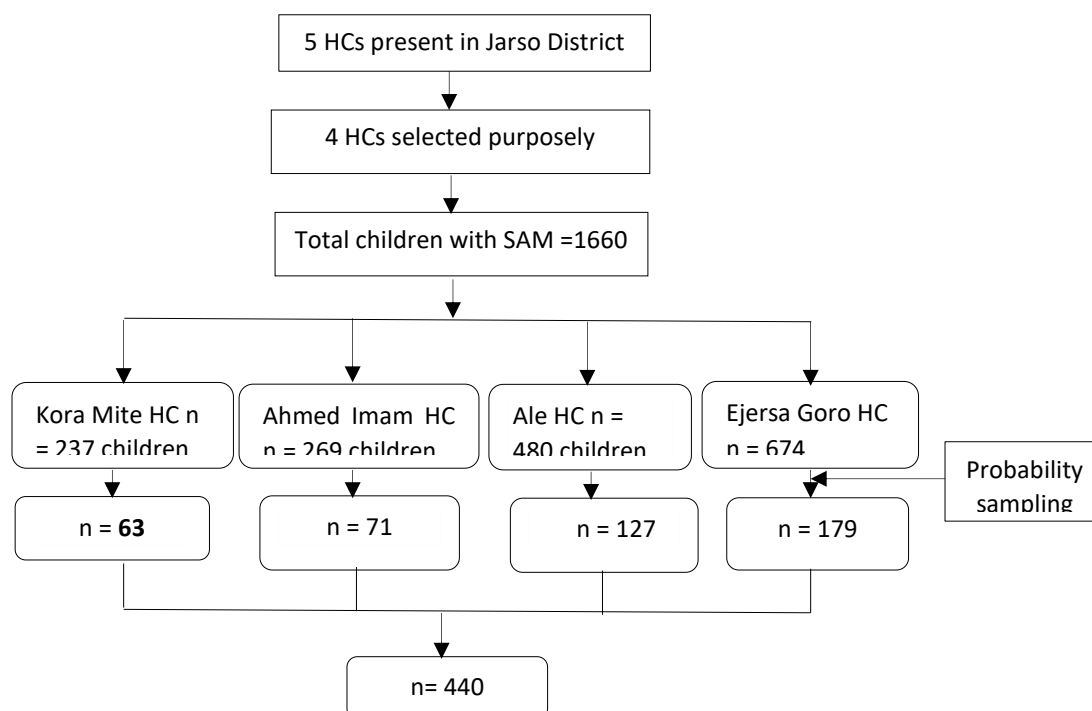 5 HCs present in Jarso District
4 HCs selected purposely
Total children with SAM =1660
Kora Mite HC n
= 237 children
Ahmed Imam HC
n = 269 children
Ale HC n =
480 children
Ejersa Goro HC
n = 674
Probability
sampling
n = 63
n = 71
n = 127
n = 179
n= 440